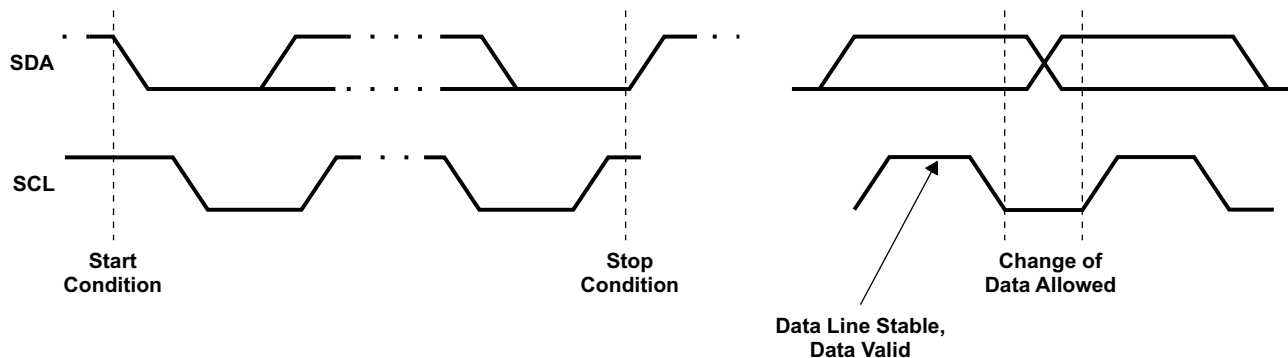 SDA
SCL
Start
Condition
Stop
Condition
Change of
Data Allowed
Data Line Stable,
Data Valid